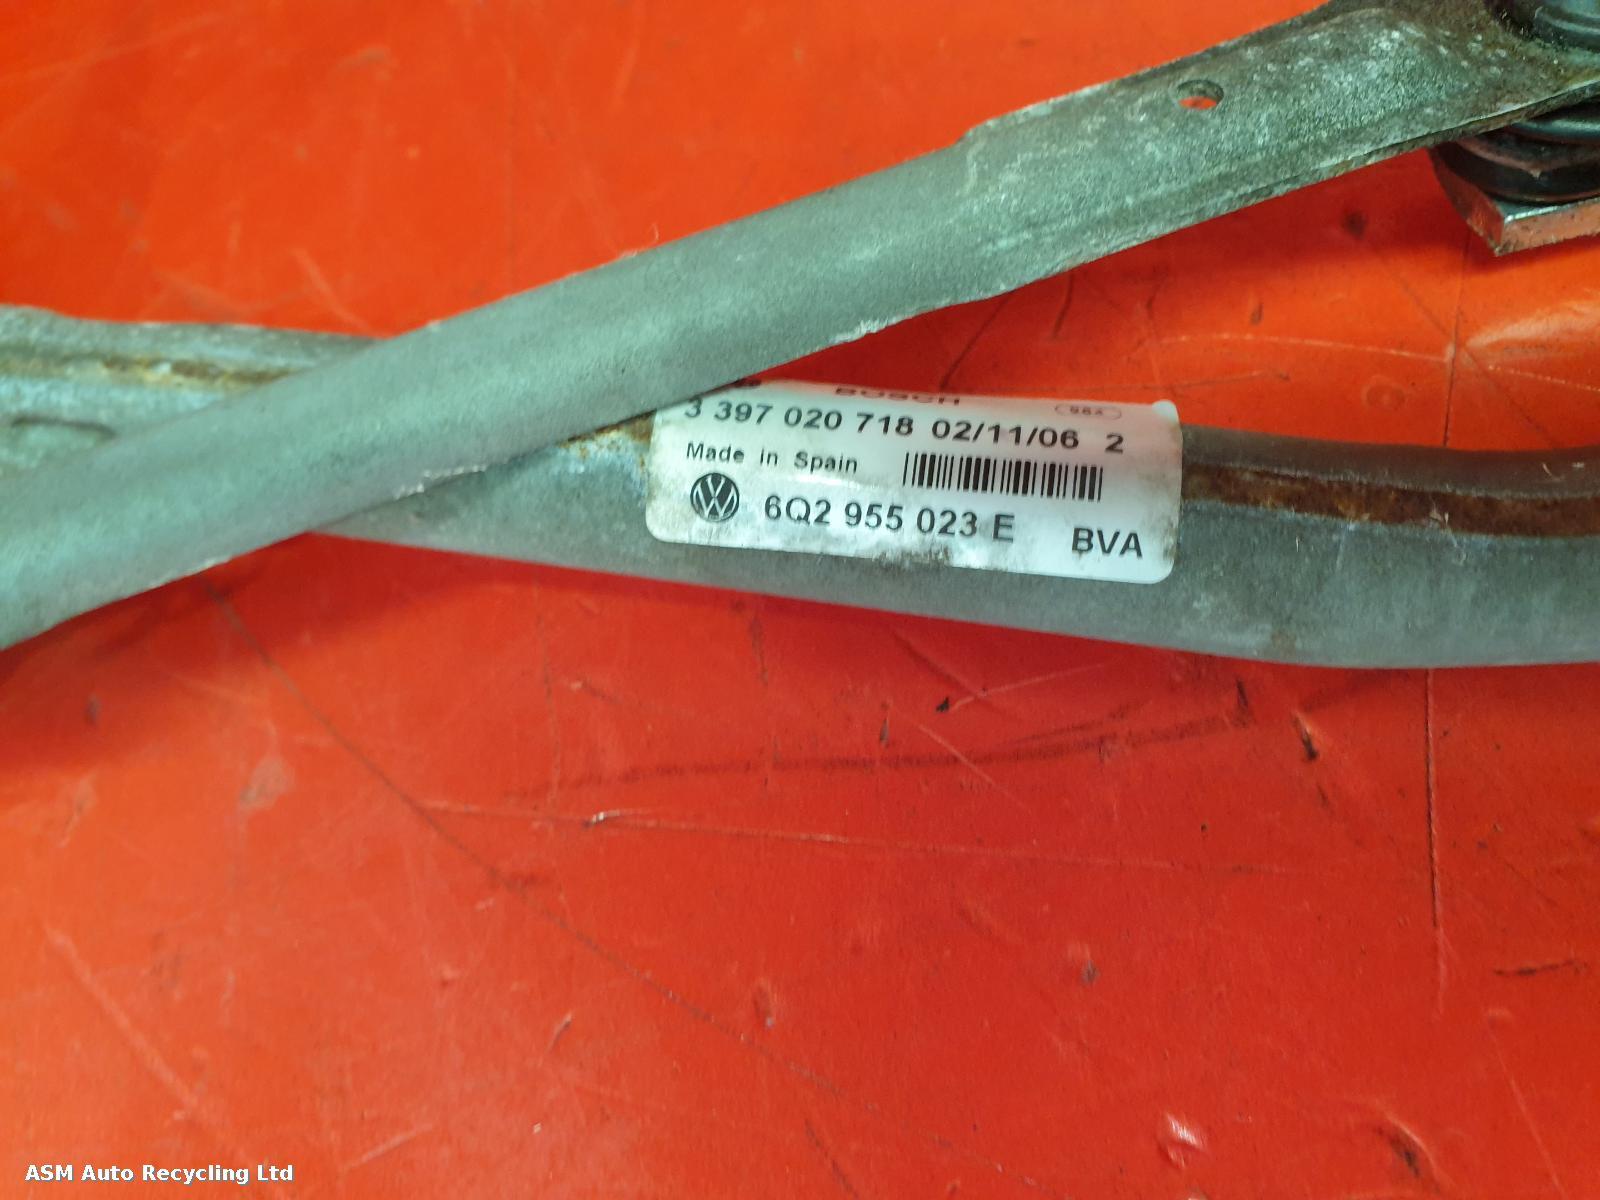 BOSCH
3 397 020 718 02/11/06 2
Made in Spain
6Q2 955 023 E BVA
ASM Auto Recycling Ltd